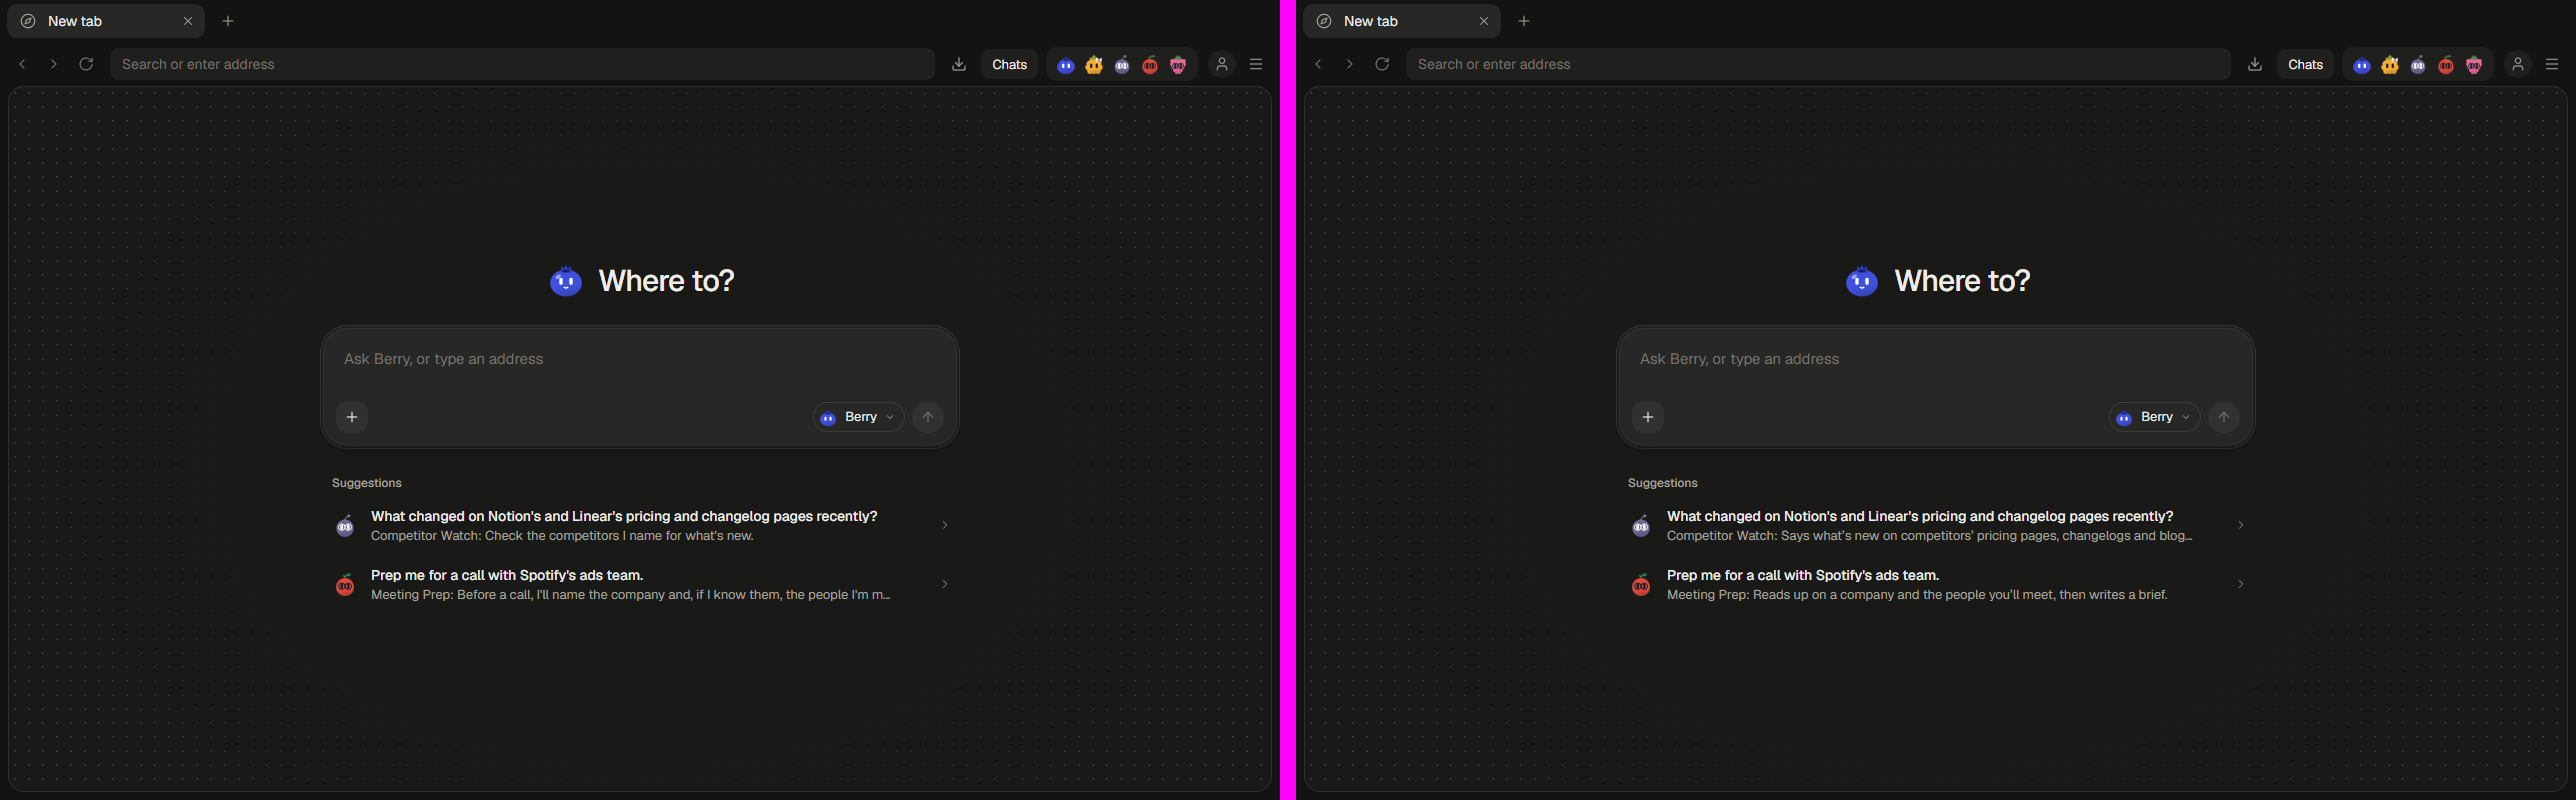 New tab
Search or enter address
Chats
Where to?
Ask Berry, or type an address
Berry
Suggestions
What changed on Notion's and Linear's pricing and changelog pages recently?
Competitor Watch: Check the competitors I name for what's new.
Prep me for a call with Spotify's ads team.
Meeting Prep: Before a call, I'll name the company and, if I know them, the people I'm m...
New tab
Search or enter address
Chats
Where to?
Ask Berry, or type an address
Berry
Suggestions
What changed on Notion's and Linear's pricing and changelog pages recently?
Competitor Watch: Says what's new on competitors' pricing pages, changelogs and blog...
Prep me for a call with Spotify's ads team.
Meeting Prep: Reads up on a company and the people you'll meet, then writes a brief.